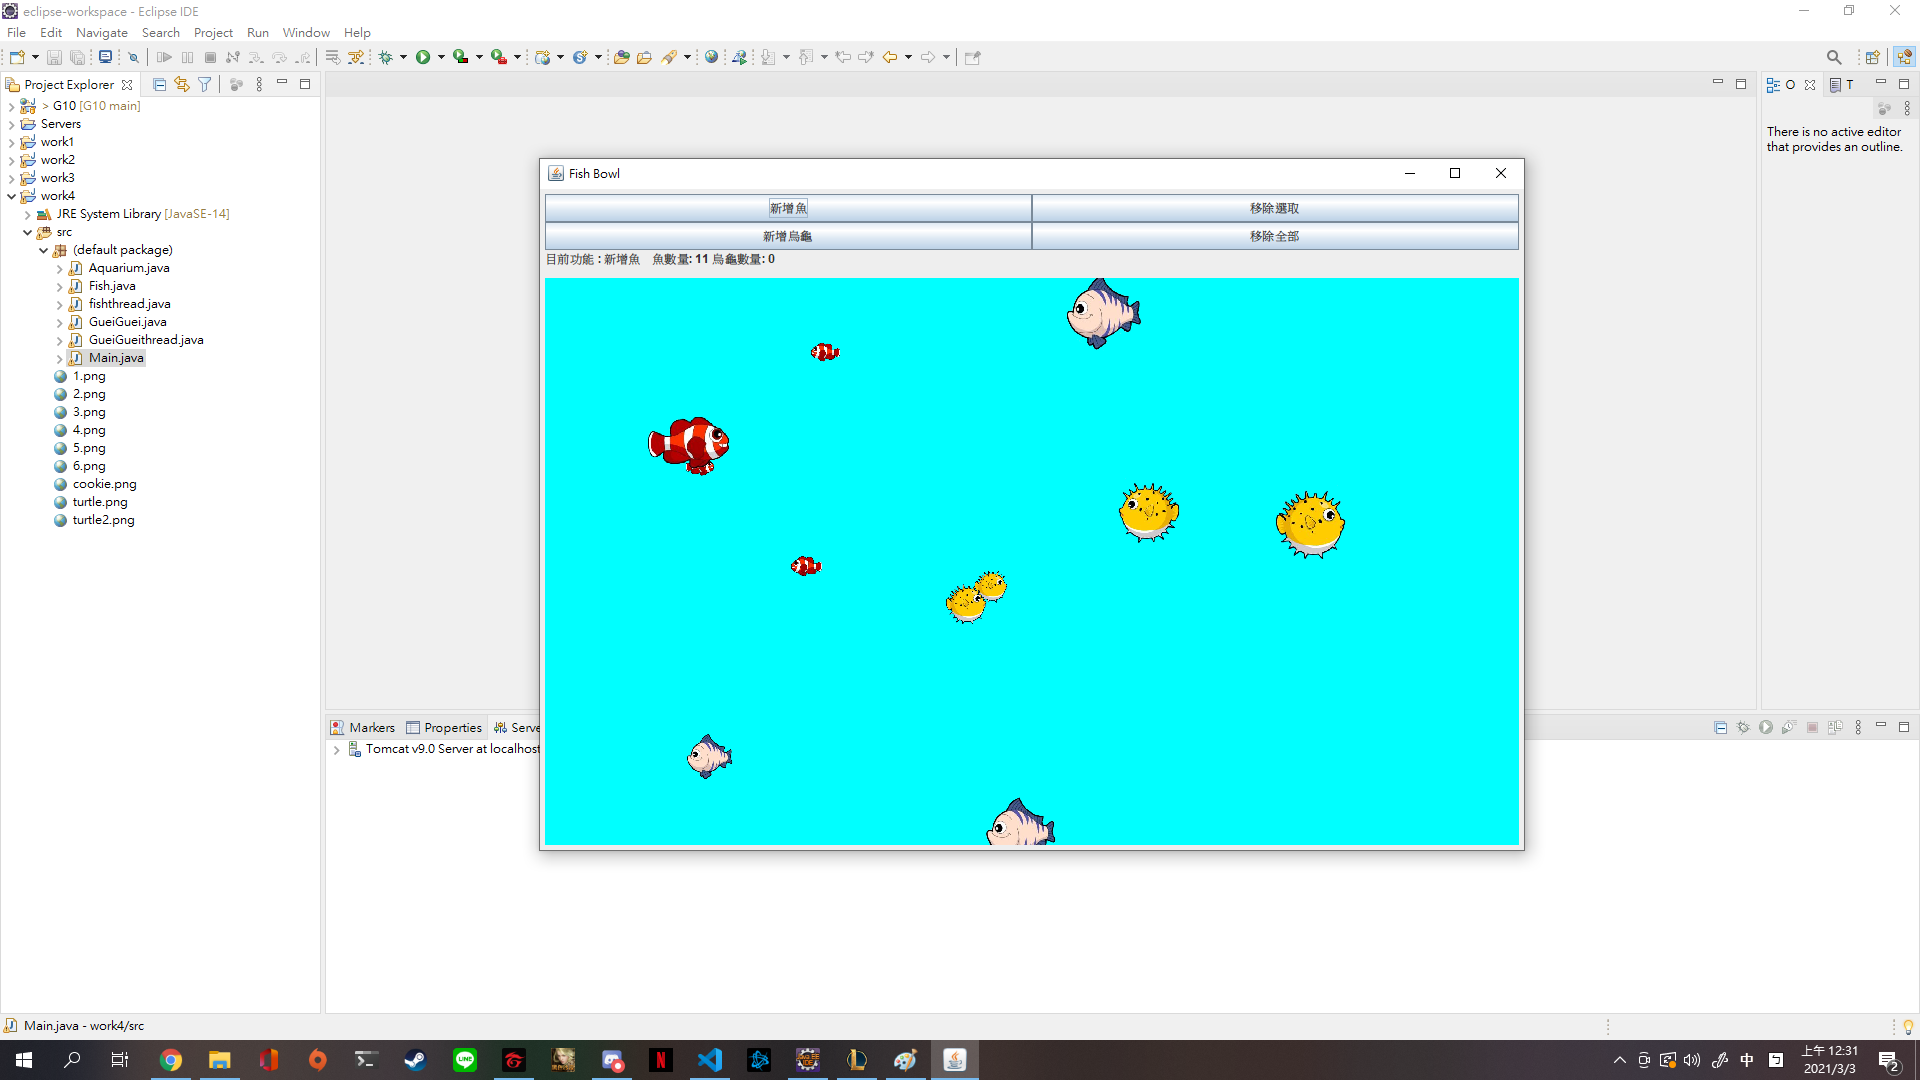 eclipse-workspace - Eclipse IDE
File Edit Navigate Search Project Run Window Help
Project Explorer
> G10 [G10 main]
Servers
work1
work2
work3
work4
JRE System Library [JavaSE-14]
src
(default package)
Aquarium.java
Fish.java
fishthread.java
GueiGuei.java
GueiGueithread.java
Main.java
1.png
2.png
3.png
4.png
5.png
6.png
cookie.png
turtle.png
turtle2.png
Fish Bowl
新增魚 移除選取
新增烏龜 移除全部
目前功能 : 新增魚 魚數量: 11 烏龜數量: 0
O T
There is no active editor
that provides an outline.
Markers Properties Serve
Tomcat v9.0 Server at localhost
Main.java - work4/src
中
上午 12:31
2021/3/3
2